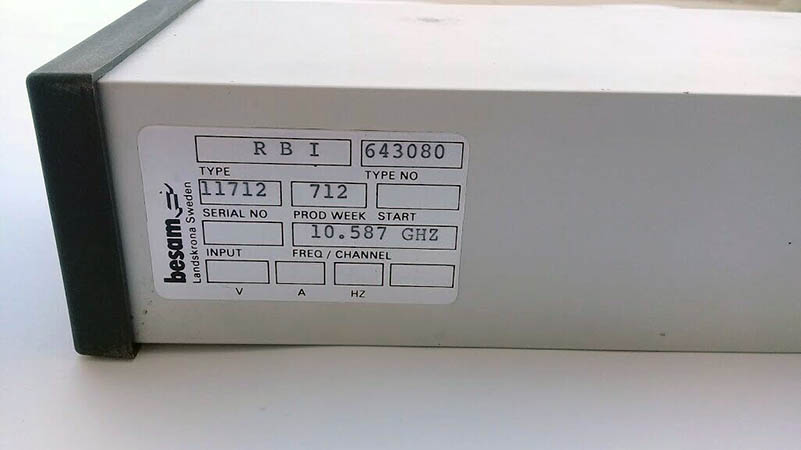 RBI 643080
TYPE TYPE NO
11712 712
SERIAL NO PROD WEEK START
10.587 GHZ
INPUT FREQ / CHANNEL
V A HZ
besam
Landskrona Sweden